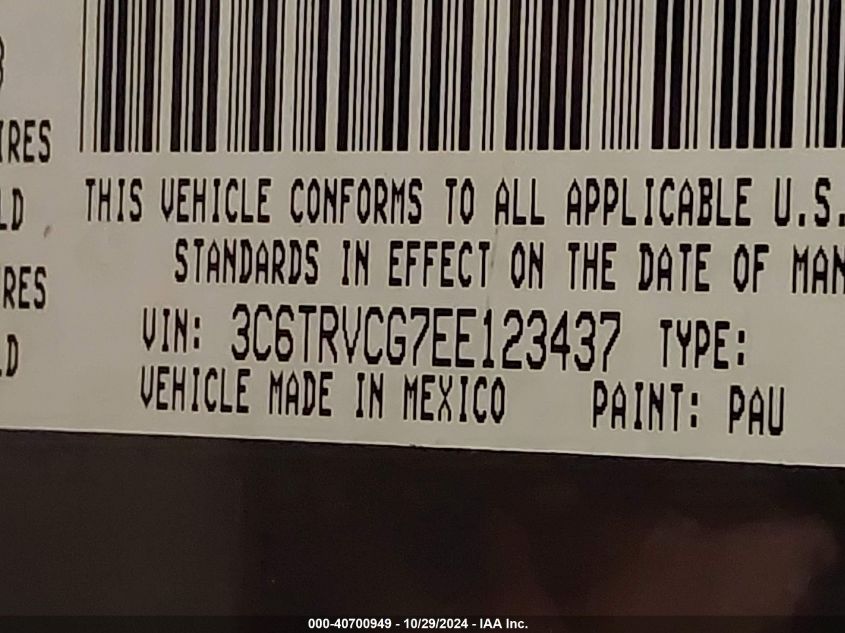 IRES
THIS VEHICLE CONFORMS TO ALL APPLICABLE U.S.
LD
STANDARDS IN EFFECT ON THE DATE OF MAN
RES
VIN: 3C6TRVCG7EE123437 TYPE:
LD
VEHICLE MADE IN MEXICO PAINT: PAU
000-40700949 - 10/29/2024 - IAA Inc.